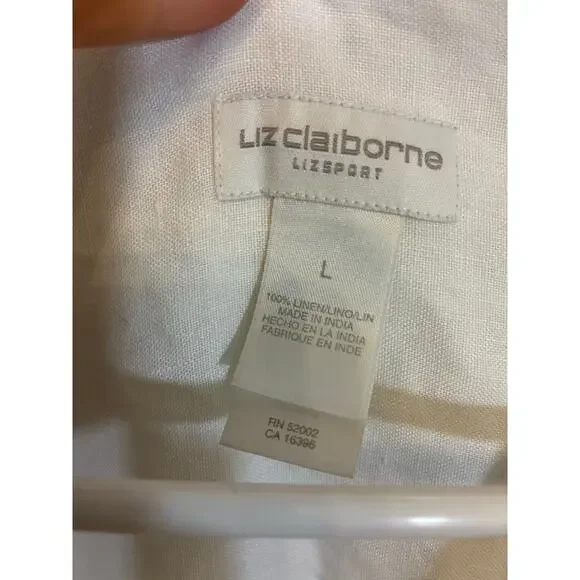 Liz claiborne
LIZSPORT
L
100% LINEN/LINO/LIN
MADE IN INDIA
HECHO EN LA INDIA
FABRIQUE EN INDE
RN 52002
CA 16396